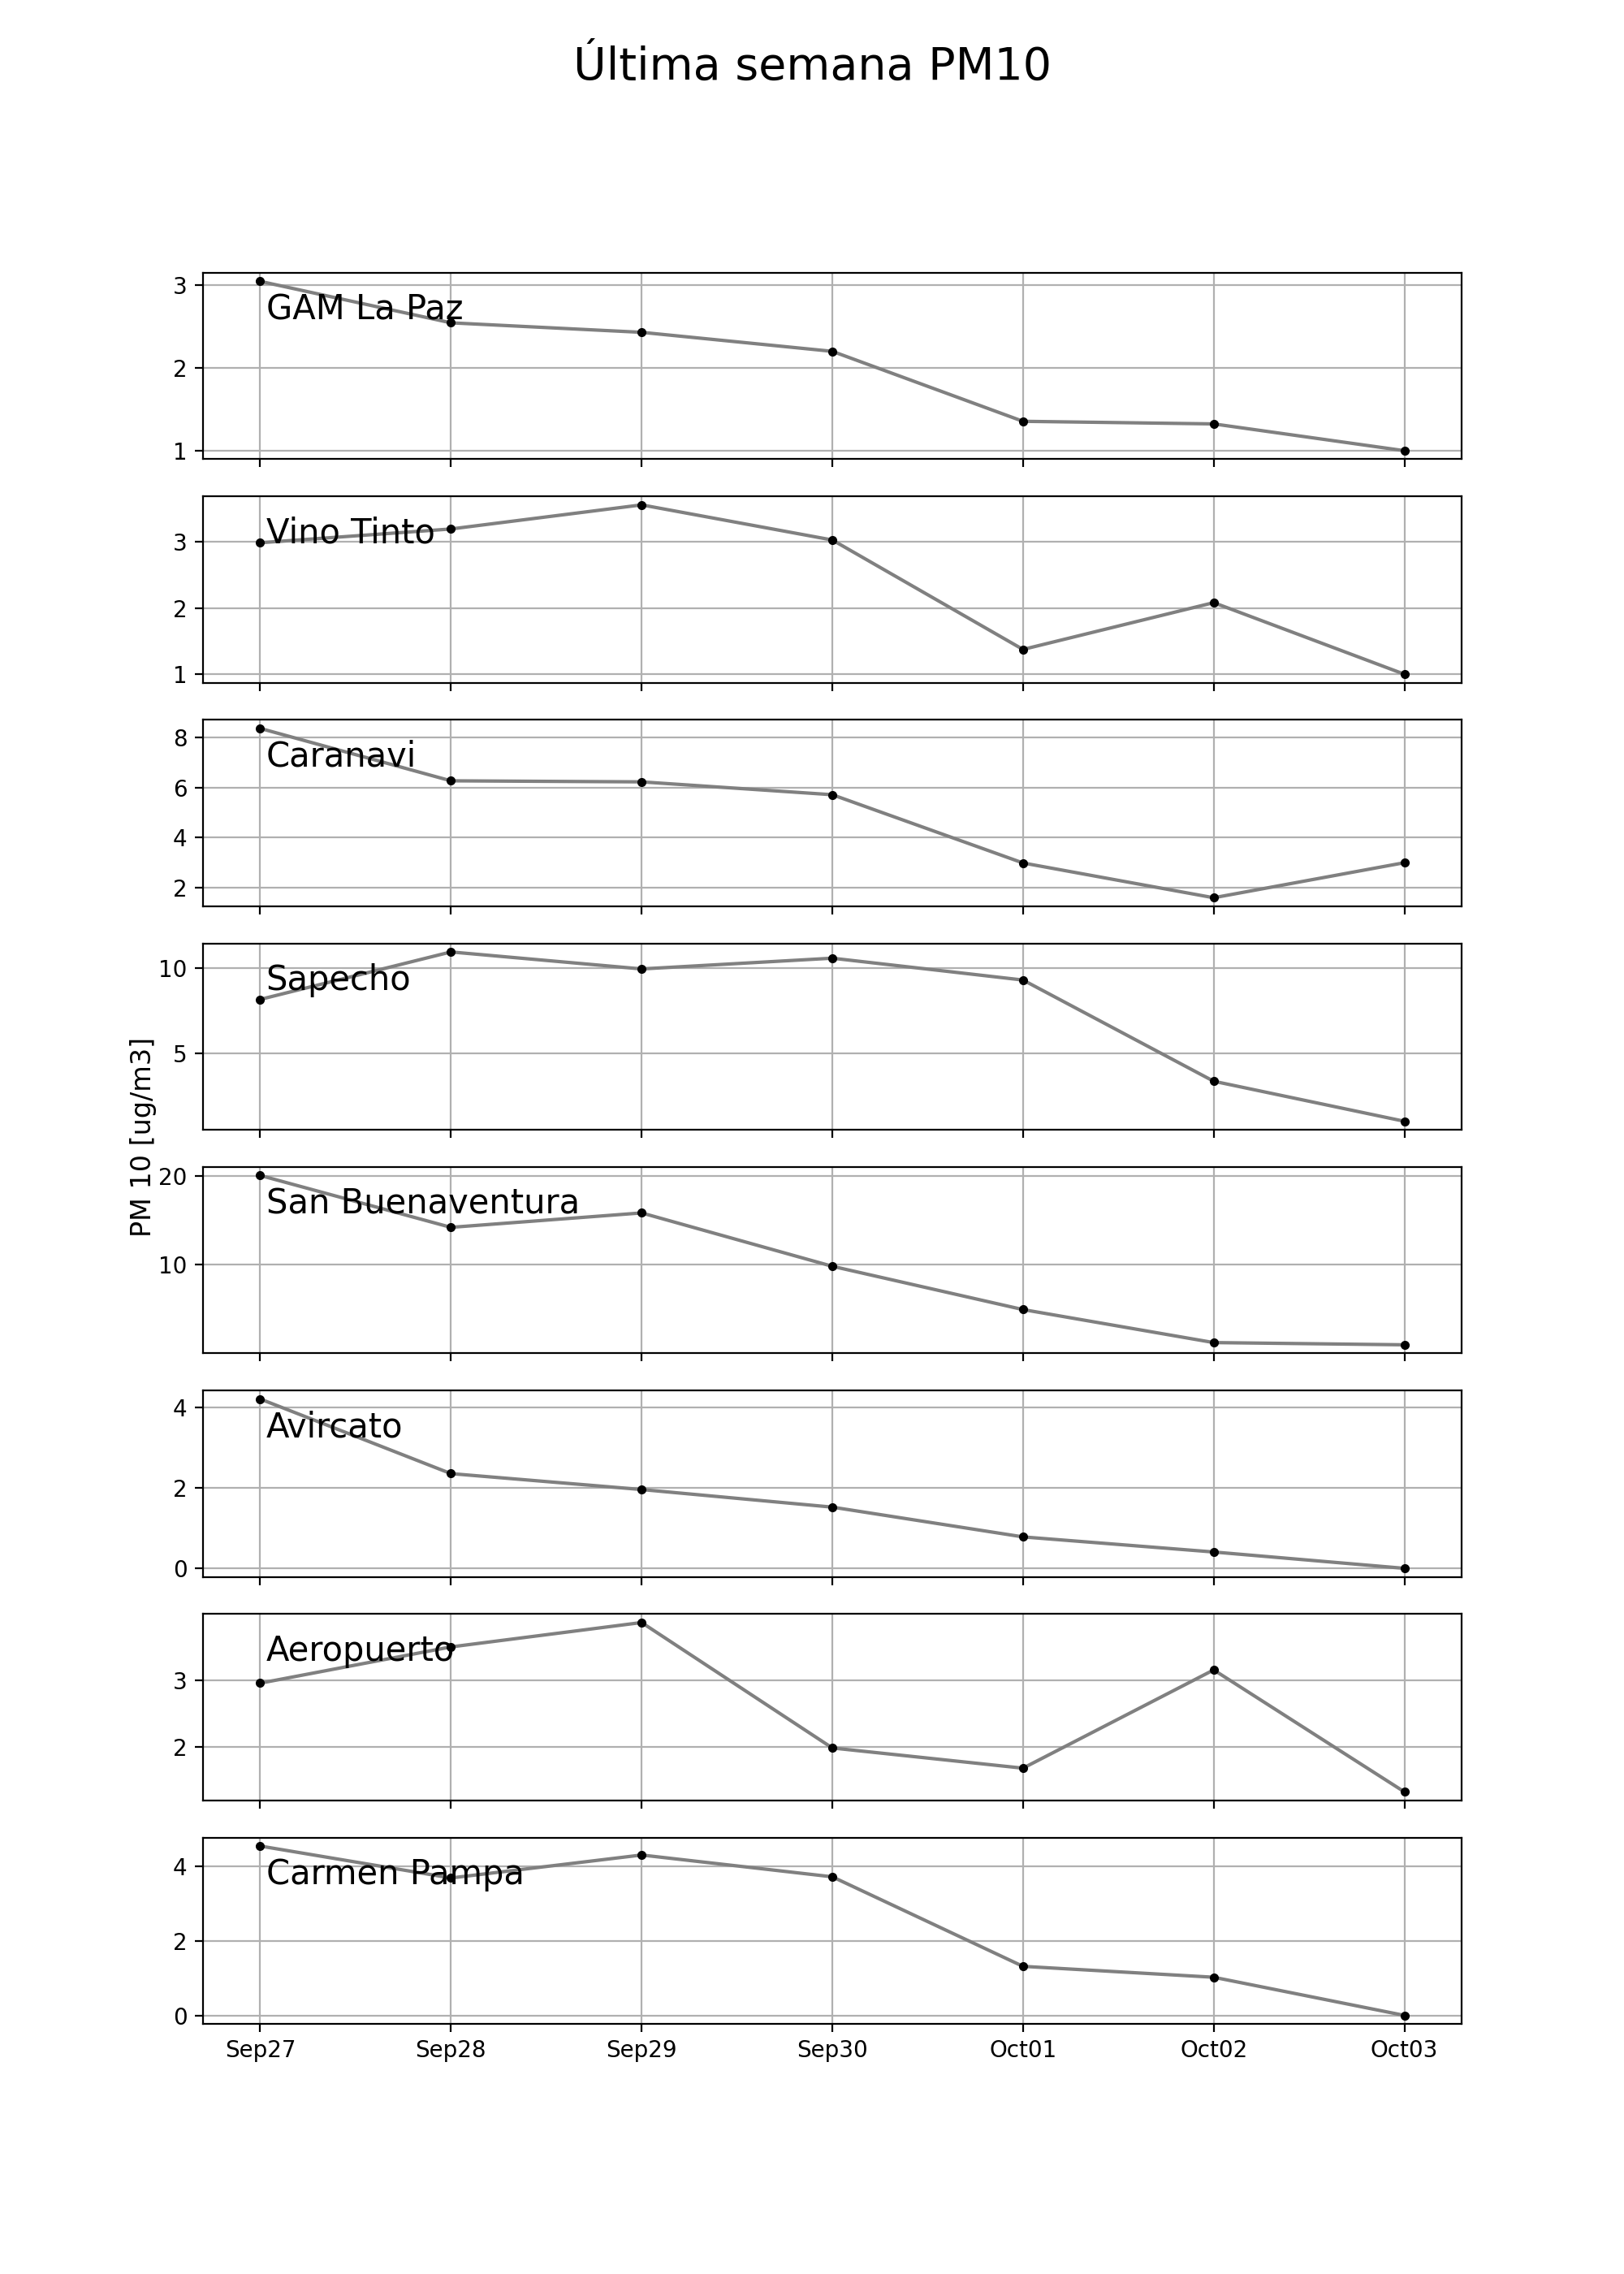 Última semana PM10
3
GAM La Paz
2
1
Vino Tinto
3
2
1
8
Caranavi
6
4
2
10
Sapecho
5
PM 10 [ug/m3]
20
San Buenaventura
10
4
Avircato
2
0
Aeropuerto
3
2
4
Carmen Pampa
2
0
Sep27 Sep28 Sep29 Sep30 Oct01 Oct02 Oct03